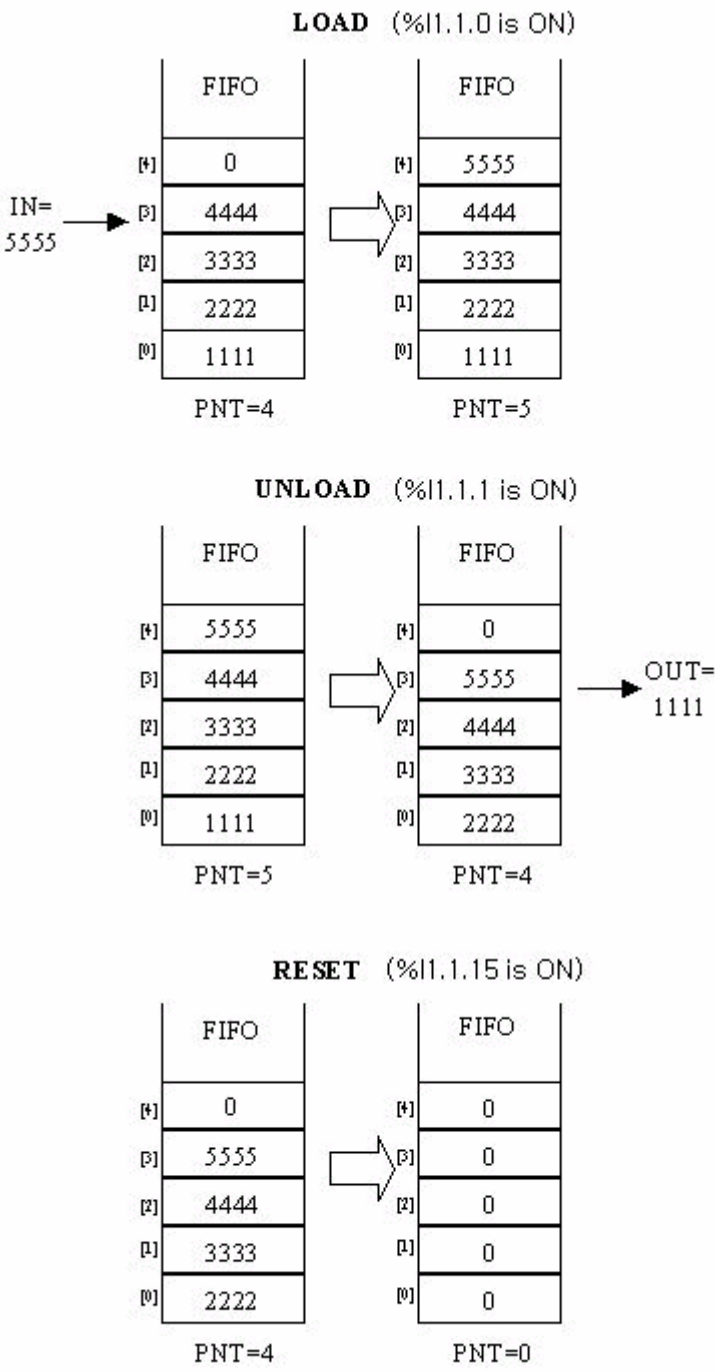 LOAD (%I1.1.0 is ON)
FIFO FIFO
[4] 0 [4] 5555
IN= [3] 4444 [3] 4444
5555
[2] 3333 [2] 3333
[1] 2222 [1] 2222
[0] 1111 [0] 1111
PNT=4 PNT=5
UNLOAD (%I1.1.1 is ON)
FIFO FIFO
[4] 5555 [4] 0
[3] 4444 [3] 5555 OUT=
1111
[2] 3333 [2] 4444
[1] 2222 [1] 3333
[0] 1111 [0] 2222
PNT=5 PNT=4
RESET (%I1.1.15 is ON)
FIFO FIFO
[4] 0 [4] 0
[3] 5555 [3] 0
[2] 4444 [2] 0
[1] 3333 [1] 0
[0] 2222 [0] 0
PNT=4 PNT=0